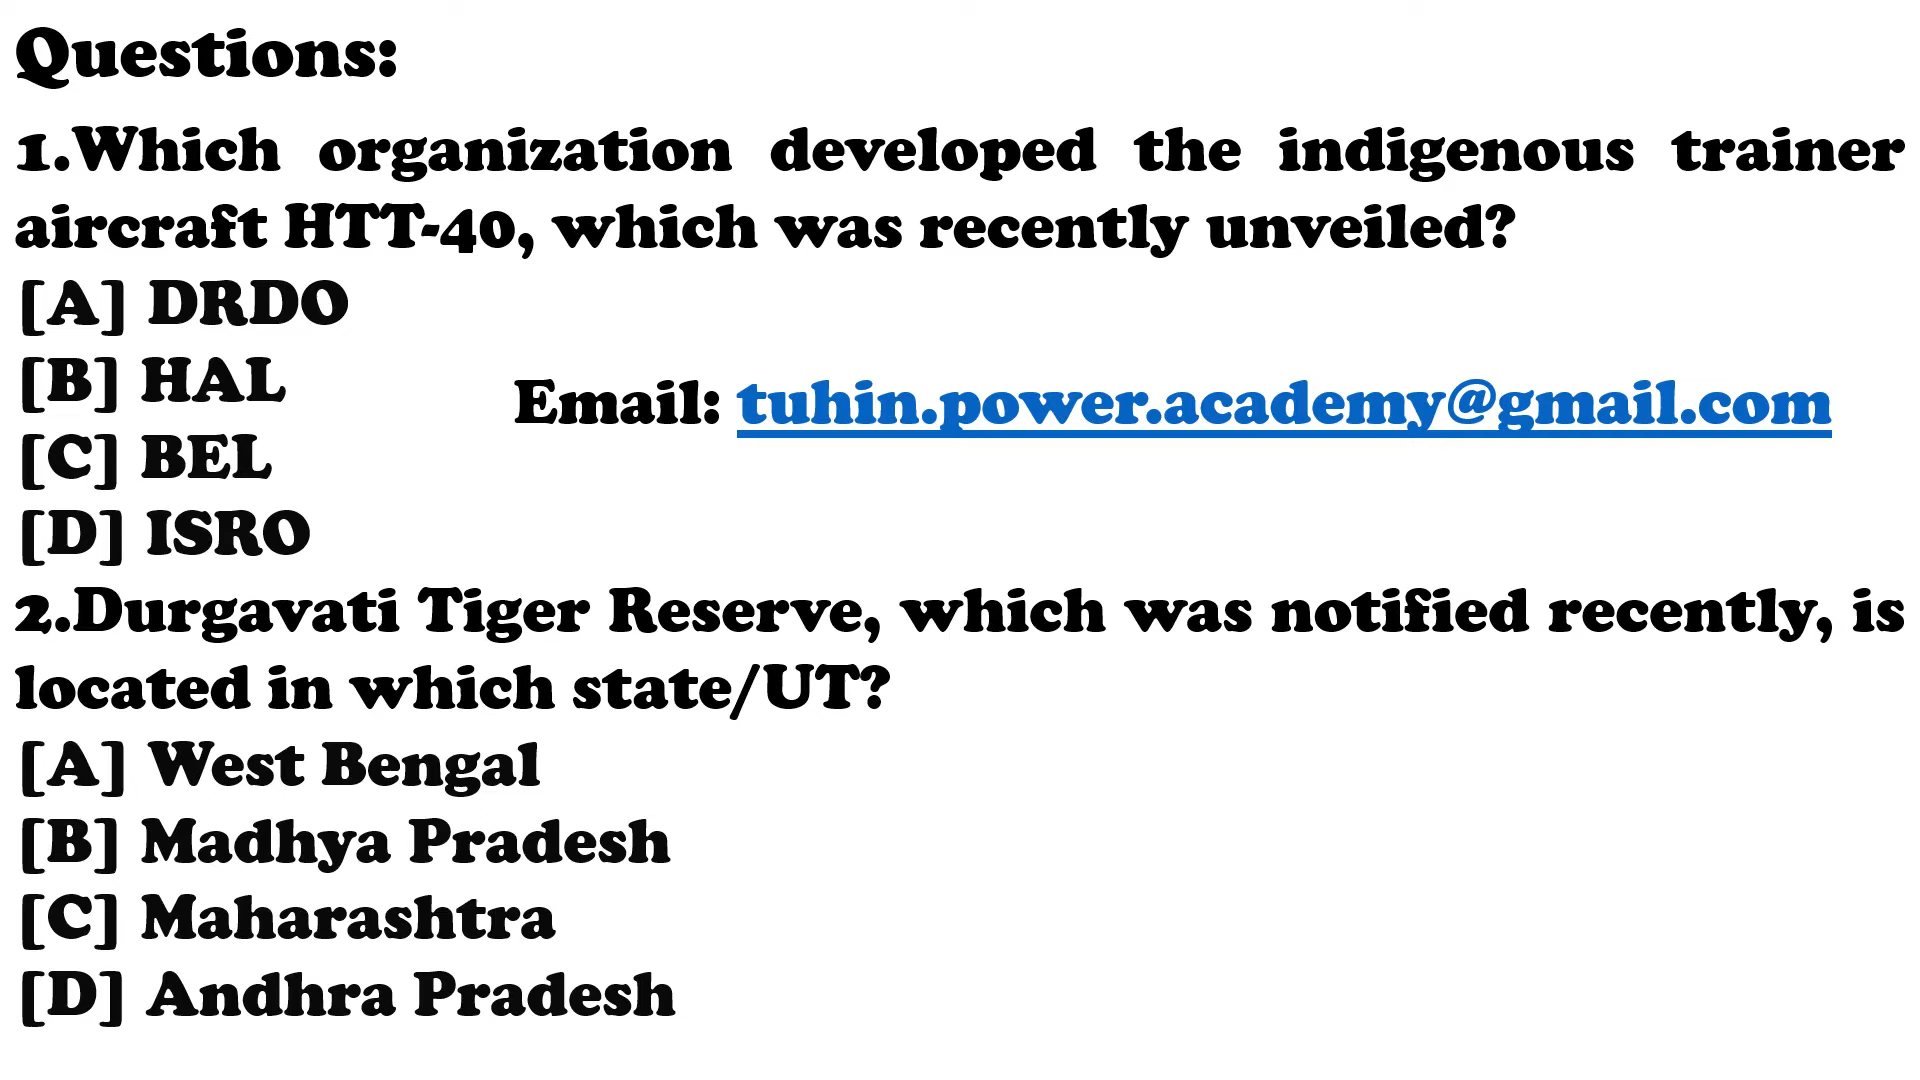 Questions:
1.Which organization developed the indigenous trainer
aircraft HTT-40, which was recently unveiled?
[A] DRDO
[B] HAL
Email: tuhin.power.academy@gmail.com
[C] BEL
[D] ISRO
2.Durgavati Tiger Reserve, which was notified recently, is
located in which state/UT?
[A] West Bengal
[B] Madhya Pradesh
[C] Maharashtra
[D] Andhra Pradesh